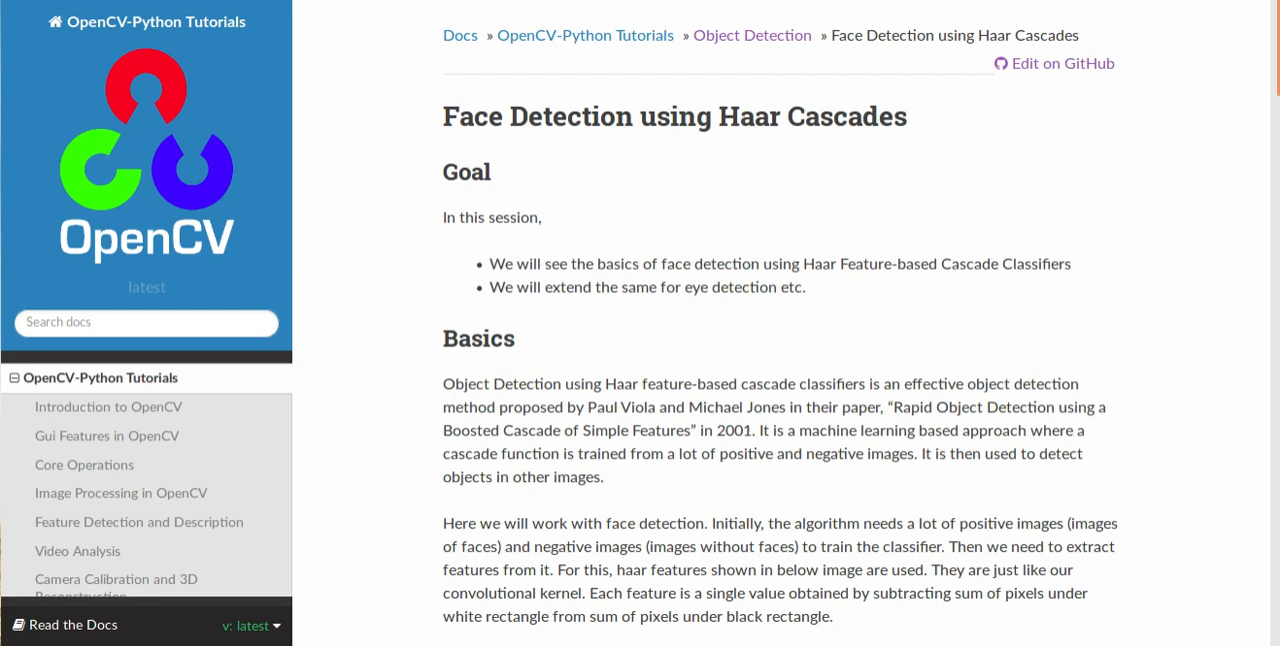 OpenCV-Python Tutorials
OpenCV
latest
Search docs
OpenCV-Python Tutorials
Introduction to OpenCV
Gui Features in OpenCV
Core Operations
Image Processing in OpenCV
Feature Detection and Description
Video Analysis
Camera Calibration and 3D
Reconstruction
Read the Docs
v: latest
Docs » OpenCV-Python Tutorials » Object Detection » Face Detection using Haar Cascades
Edit on GitHub
Face Detection using Haar Cascades
Goal
In this session,
• We will see the basics of face detection using Haar Feature-based Cascade Classifiers
• We will extend the same for eye detection etc.
Basics
Object Detection using Haar feature-based cascade classifiers is an effective object detection
method proposed by Paul Viola and Michael Jones in their paper, “Rapid Object Detection using a
Boosted Cascade of Simple Features” in 2001. It is a machine learning based approach where a
cascade function is trained from a lot of positive and negative images. It is then used to detect
objects in other images.
Here we will work with face detection. Initially, the algorithm needs a lot of positive images (images
of faces) and negative images (images without faces) to train the classifier. Then we need to extract
features from it. For this, haar features shown in below image are used. They are just like our
convolutional kernel. Each feature is a single value obtained by subtracting sum of pixels under
white rectangle from sum of pixels under black rectangle.